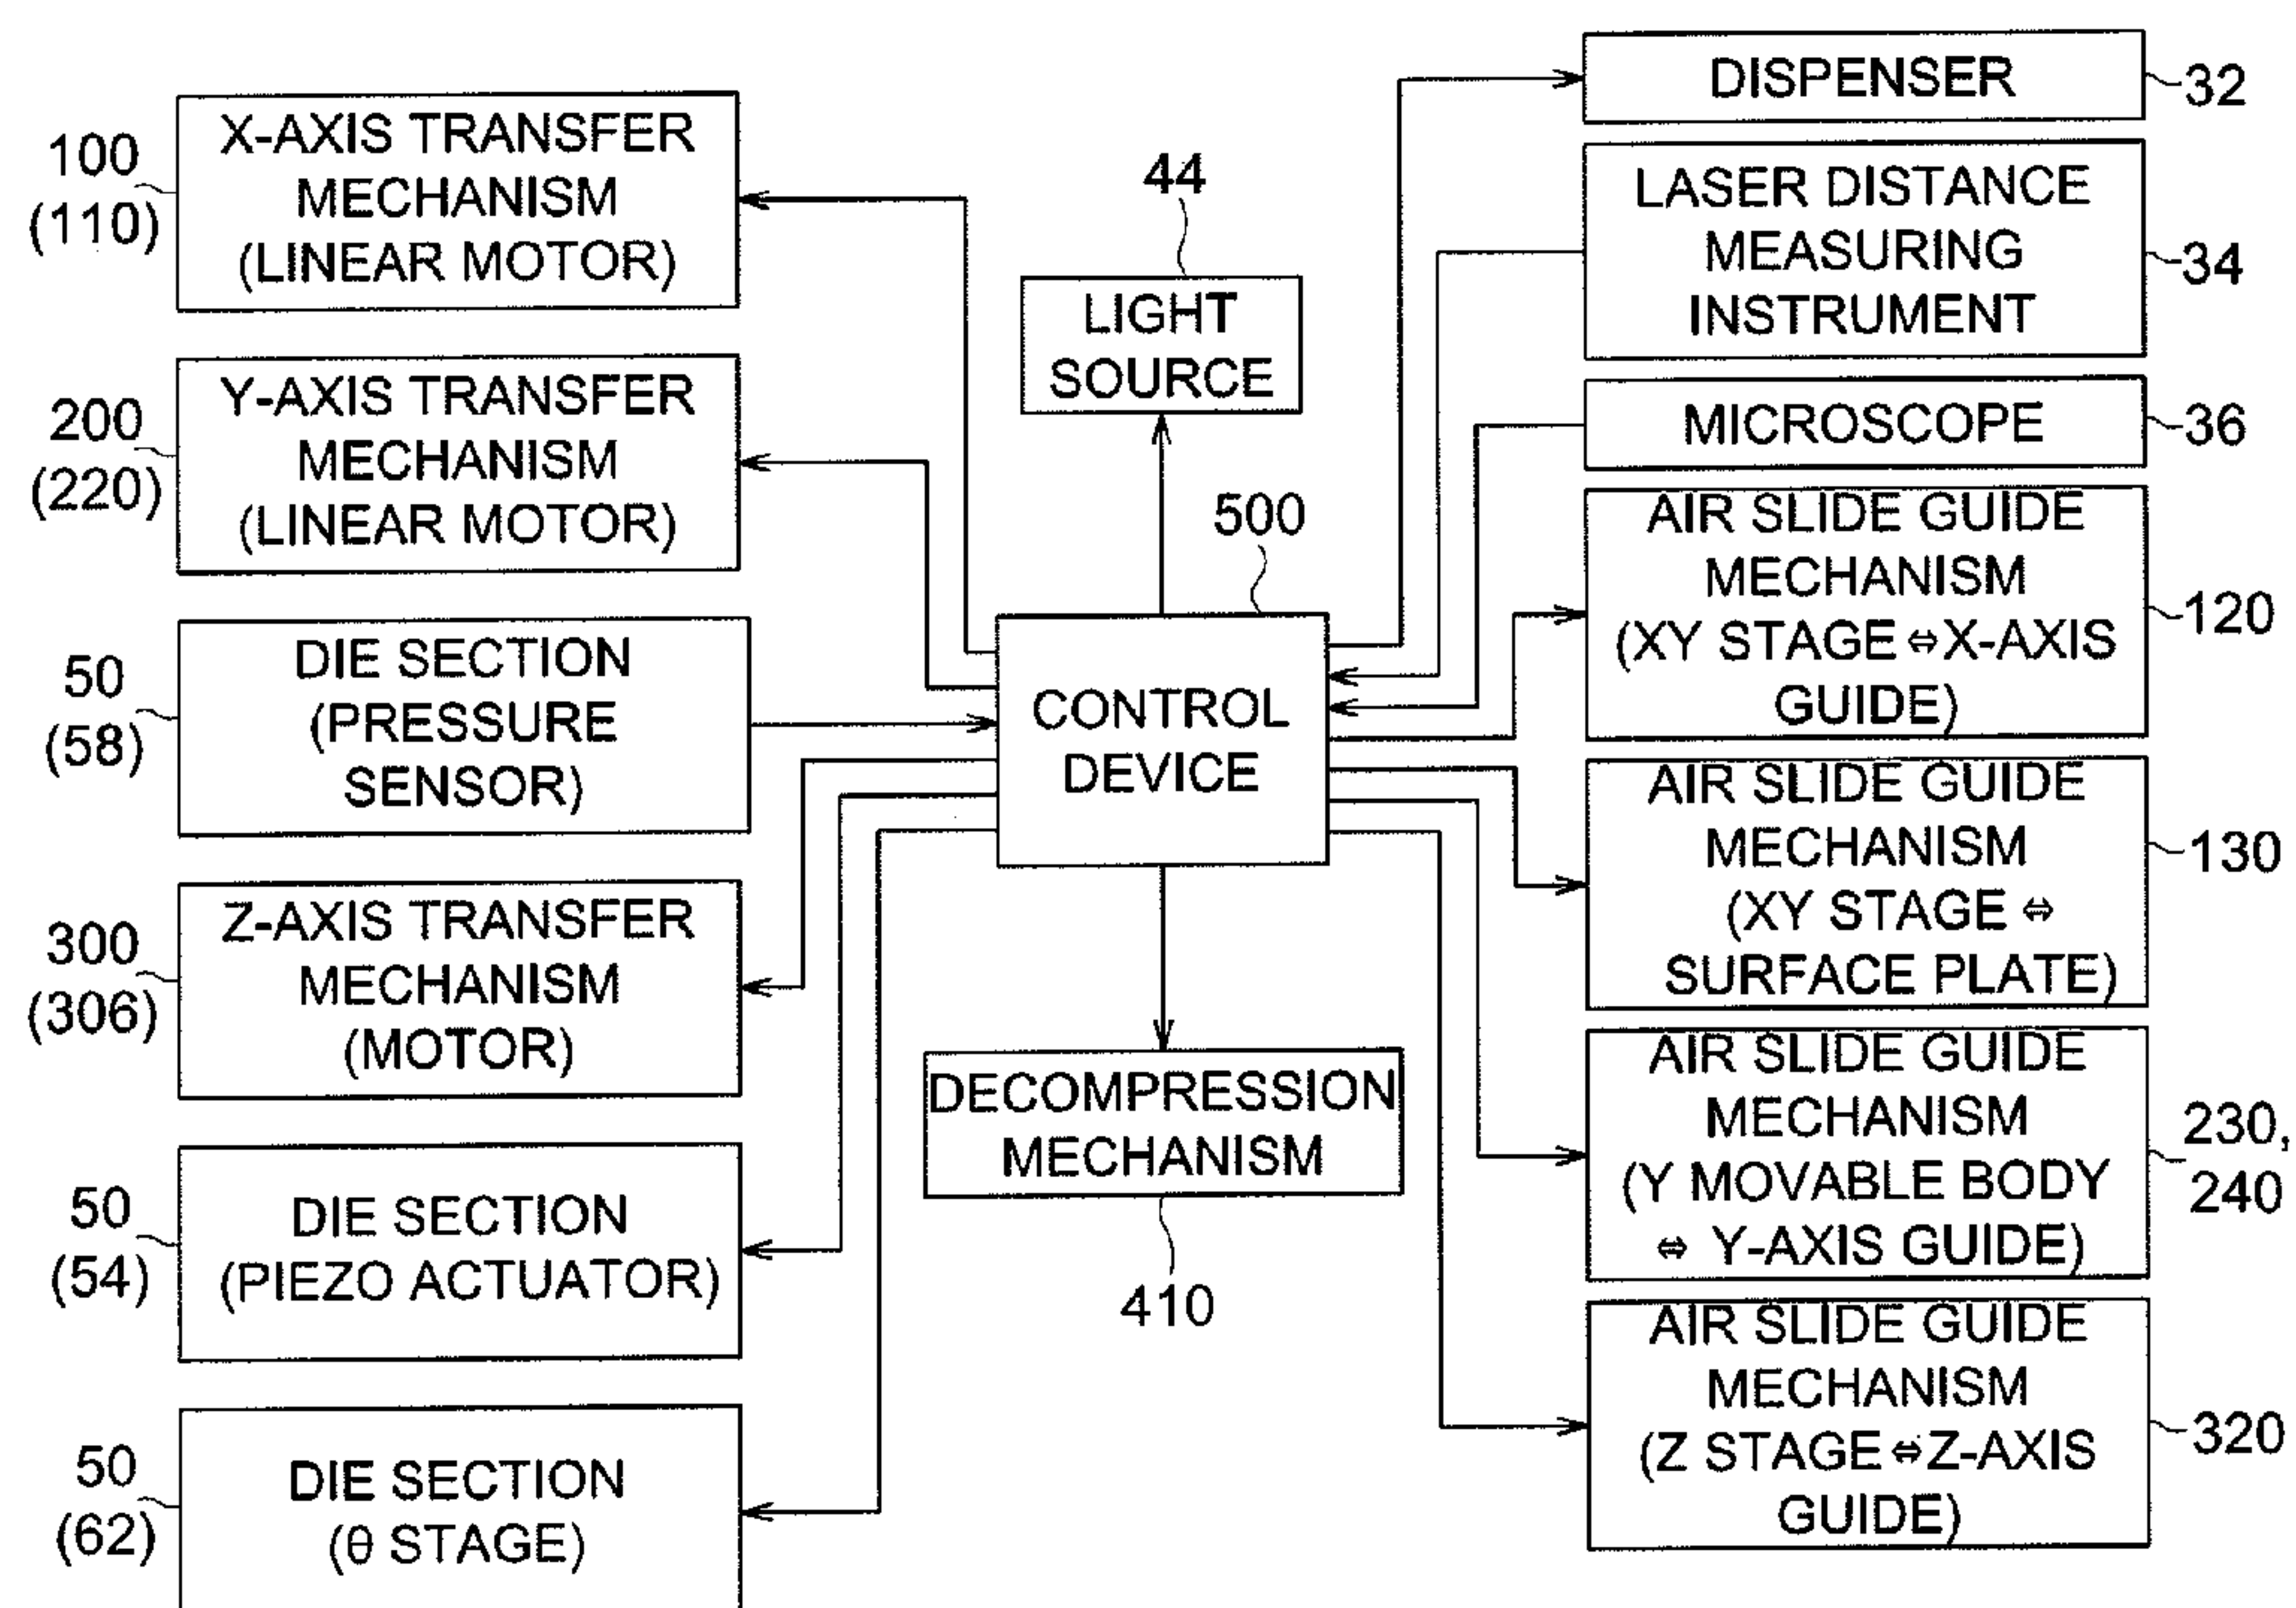 100
(110)
X-AXIS TRANSFER
MECHANISM
(LINEAR MOTOR)
200
(220)
Y-AXIS TRANSFER
MECHANISM
(LINEAR MOTOR)
50
(58)
DIE SECTION
(PRESSURE
SENSOR)
300
(306)
Z-AXIS TRANSFER
MECHANISM
(MOTOR)
50
(54)
DIE SECTION
(PIEZO ACTUATOR)
50
(62)
DIE SECTION
(θ STAGE)
44
LIGHT
SOURCE
500
CONTROL
DEVICE
DECOMPRESSION
MECHANISM
410
DISPENSER
32
LASER DISTANCE
MEASURING
INSTRUMENT
34
MICROSCOPE
36
AIR SLIDE GUIDE
MECHANISM
(XY STAGE ⇔ X-AXIS
GUIDE)
120
AIR SLIDE GUIDE
MECHANISM
(XY STAGE ⇔
SURFACE PLATE)
130
AIR SLIDE GUIDE
MECHANISM
(Y MOVABLE BODY
⇔ Y-AXIS GUIDE)
230,
240
AIR SLIDE GUIDE
MECHANISM
(Z STAGE ⇔ Z-AXIS
GUIDE)
320